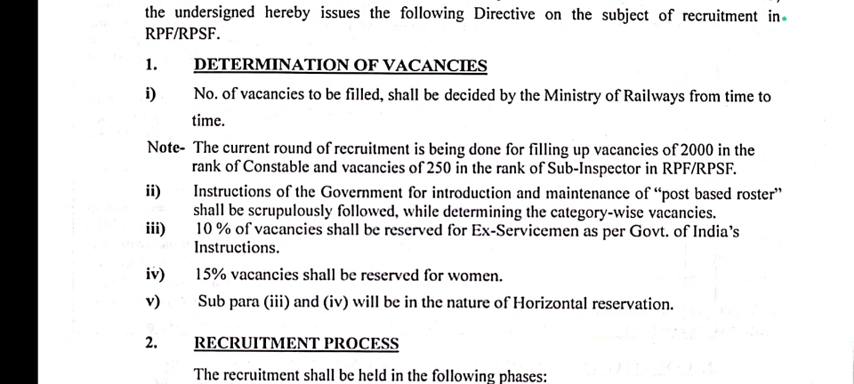 the undersigned hereby issues the following Directive on the subject of recruitment in
RPF/RPSF.
1. DETERMINATION OF VACANCIES
i) No. of vacancies to be filled, shall be decided by the Ministry of Railways from time to
time.
Note- The current round of recruitment is being done for filling up vacancies of 2000 in the
rank of Constable and vacancies of 250 in the rank of Sub-Inspector in RPF/RPSF.
ii) Instructions of the Government for introduction and maintenance of “post based roster”
shall be scrupulously followed, while determining the category-wise vacancies.
iii) 10 % of vacancies shall be reserved for Ex-Servicemen as per Govt. of India’s
Instructions.
iv) 15% vacancies shall be reserved for women.
v) Sub para (iii) and (iv) will be in the nature of Horizontal reservation.
2. RECRUITMENT PROCESS
The recruitment shall be held in the following phases: